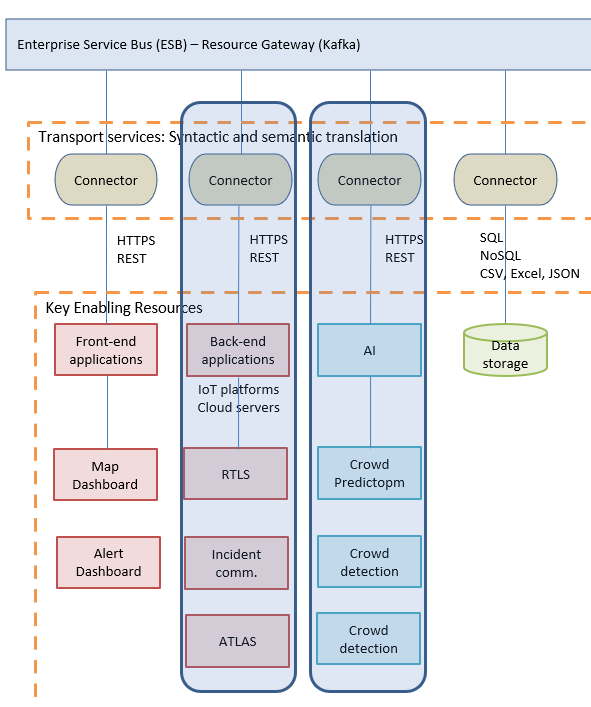 Enterprise Service Bus (ESB) – Resource Gateway (Kafka)
Transport services: Syntactic and semantic translation
Connector
Connector
Connector
Connector
HTTPS
REST
HTTPS
REST
HTTPS
REST
SQL
NoSQL
CSV, Excel, JSON
Key Enabling Resources
Front-end
applications
Back-end
applications
AI
Data
storage
IoT platforms
Cloud servers
Map
Dashboard
RTLS
Crowd
Predictopm
Alert
Dashboard
Incident
comm.
Crowd
detection
ATLAS
Crowd
detection